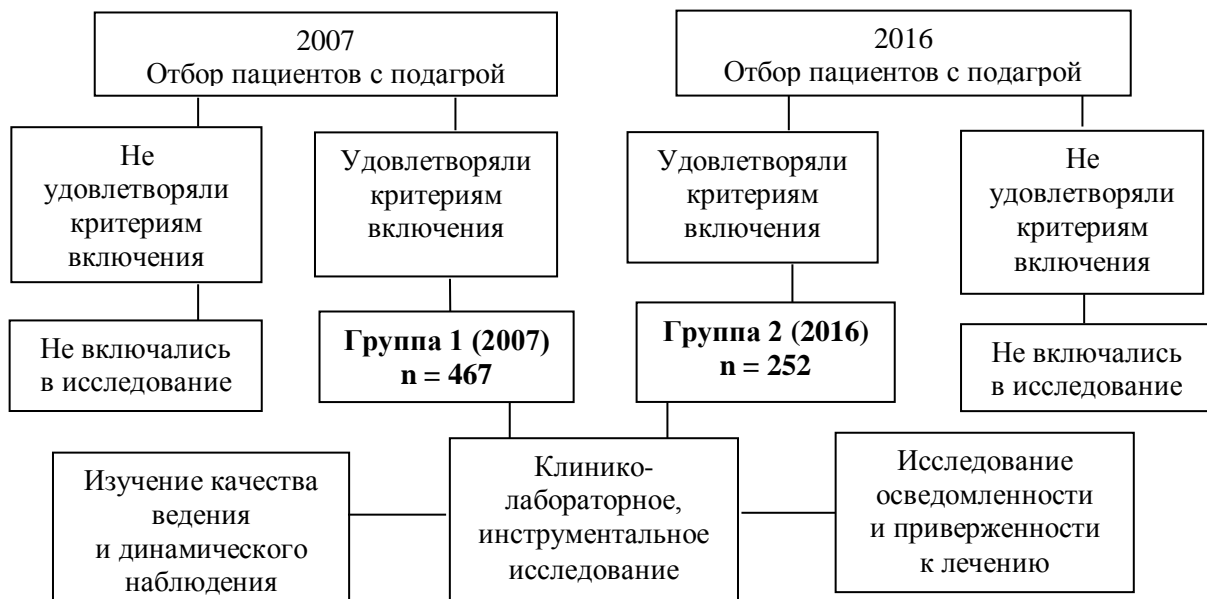 2007
Отбор пациентов с подагрой
2016
Отбор пациентов с подагрой
Не
удовлетворяли
критериям
включения
Удовлетворяли
критериям
включения
Удовлетворяли
критериям
включения
Не
удовлетворяли
критериям
включения
Не включались
в исследование
Группа 1 (2007)
n = 467
Группа 2 (2016)
n = 252
Не включались
в исследование
Изучение качества
ведения
и динамического
наблюдения
Клинико-
лабораторное,
инструментальное
исследование
Исследование
осведомленности
и приверженности
к лечению